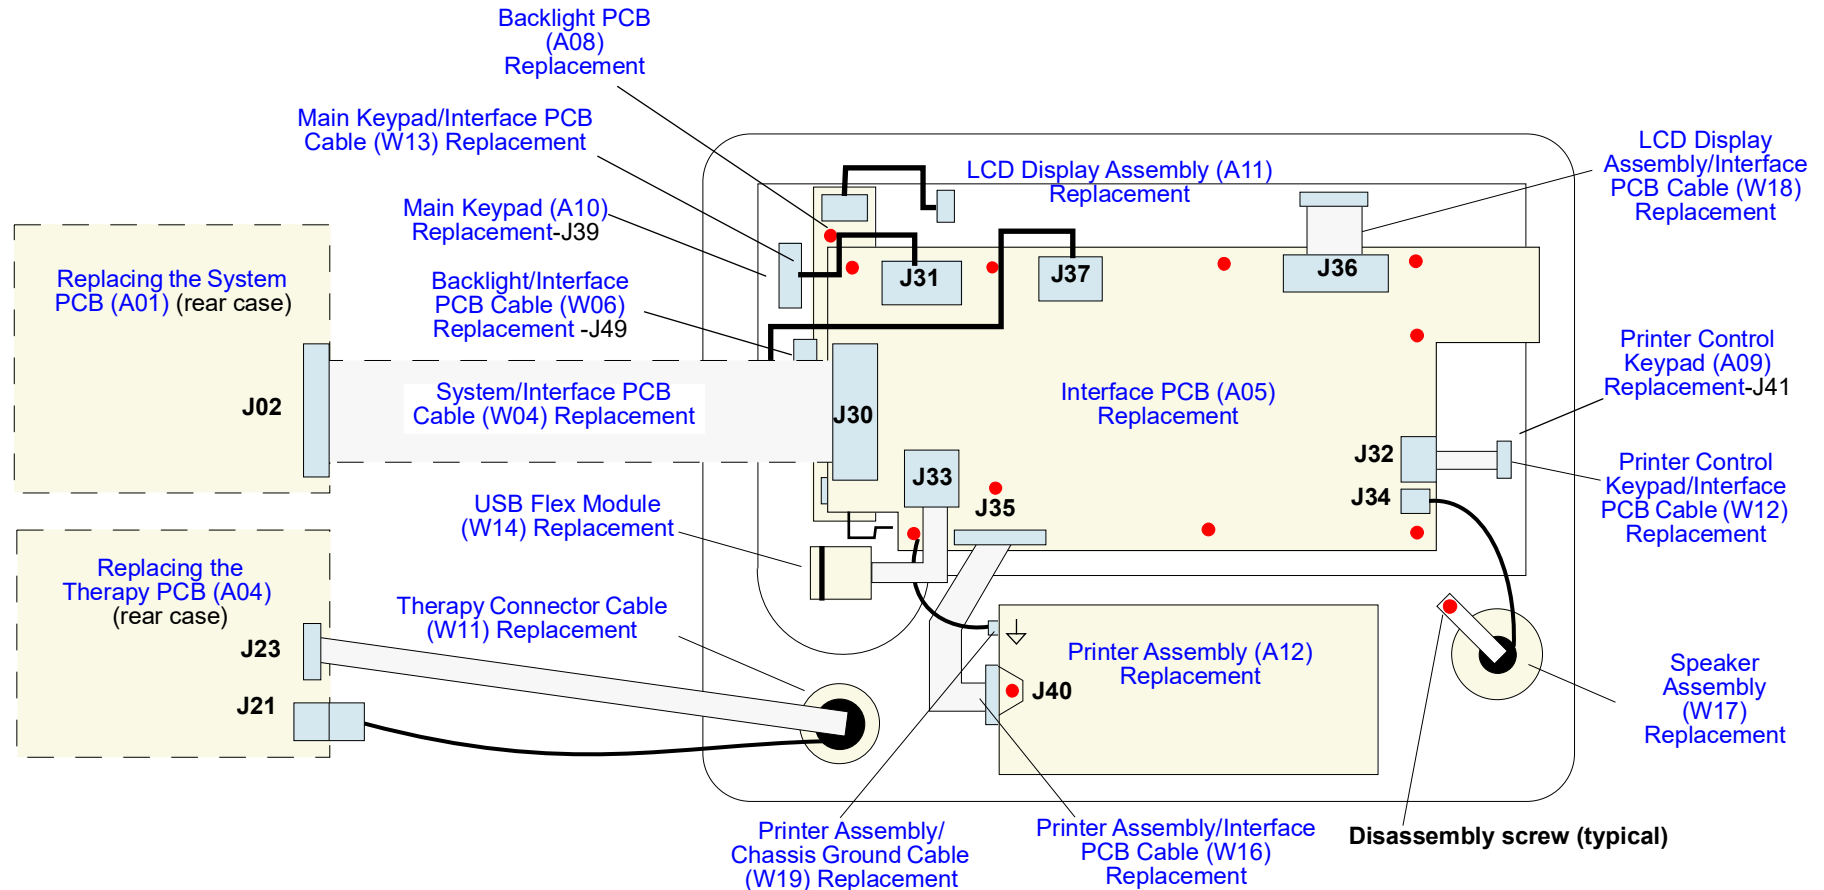 Backlight PCB
(A08)
Replacement
Main Keypad/Interface PCB
Cable (W13) Replacement
LCD Display Assembly (A11)
Replacement
LCD Display
Assembly/Interface
PCB Cable (W18)
Replacement
Main Keypad (A10)
Replacement-J39
Replacing the System
PCB (A01) (rear case)
Backlight/Interface
PCB Cable (W06)
Replacement -J49
J31
J37
J36
Printer Control
Keypad (A09)
Replacement-J41
J02
System/Interface PCB
Cable (W04) Replacement
J30
Interface PCB (A05)
Replacement
J32
J34
Printer Control
Keypad/Interface
PCB Cable (W12)
Replacement
J33
J35
USB Flex Module
(W14) Replacement
Replacing the
Therapy PCB (A04)
(rear case)
Therapy Connector Cable
(W11) Replacement
J23
J21
Printer Assembly (A12)
Replacement
J40
Speaker
Assembly
(W17)
Replacement
Printer Assembly/
Chassis Ground Cable
(W19) Replacement
Printer Assembly/Interface
PCB Cable (W16)
Replacement
Disassembly screw (typical)